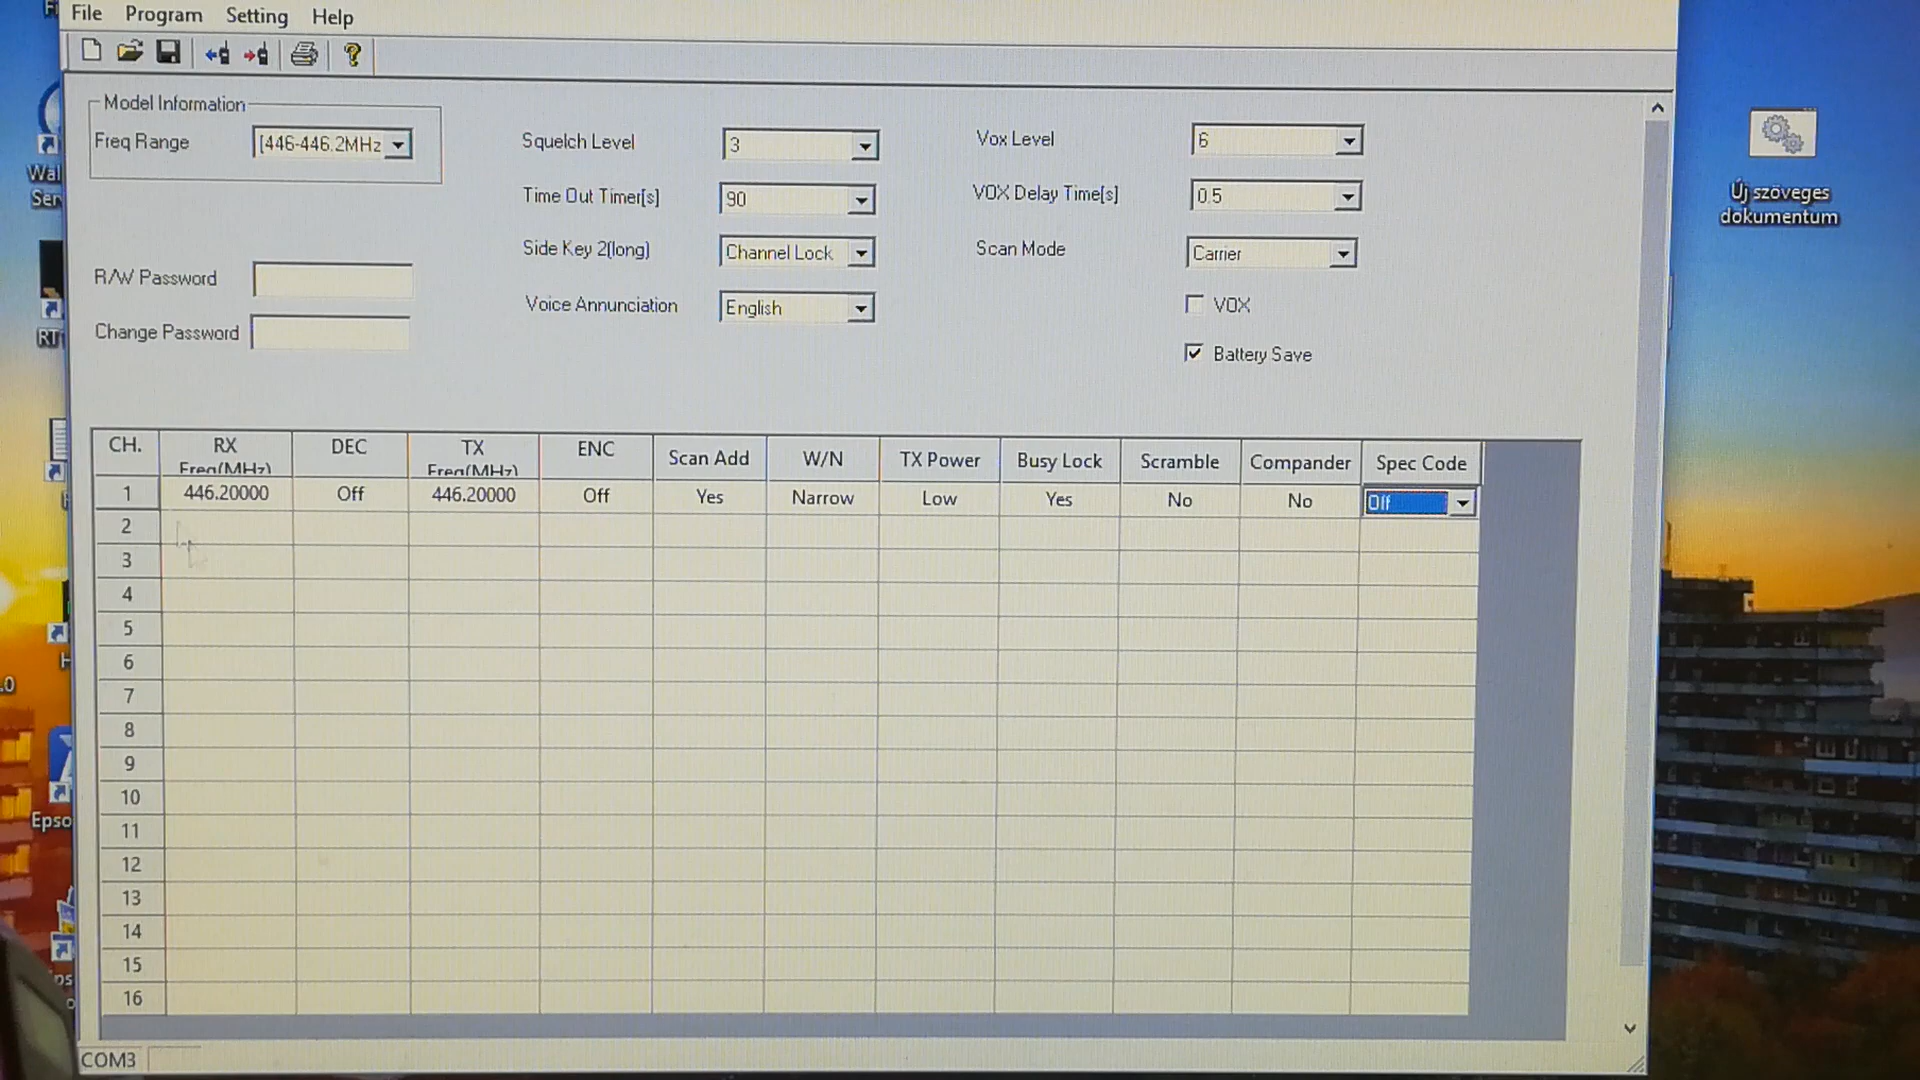 File Program Setting Help
Model Information
Freq Range [446-446.2MHz
Squelch Level 3
Vox Level 6
Time Out Timer[s] 90
VOX Delay Time[s] 0.5
Side Key 2(long) Channel Lock
Scan Mode Carrier
R/W Password
Voice Annunciation English
VOX
Change Password
Battery Save
CH. RX Freq(MHz) DEC TX Freq(MHz) ENC Scan Add W/N TX Power Busy Lock Scramble Compander Spec Code
1 446.20000 Off 446.20000 Off Yes Narrow Low Yes No No Off
2
3
4
5
6
7
8
9
10
11
12
13
14
15
16
COM3
Új szöveges
dokumentum
Wal
Ser
RT
.0
Epso